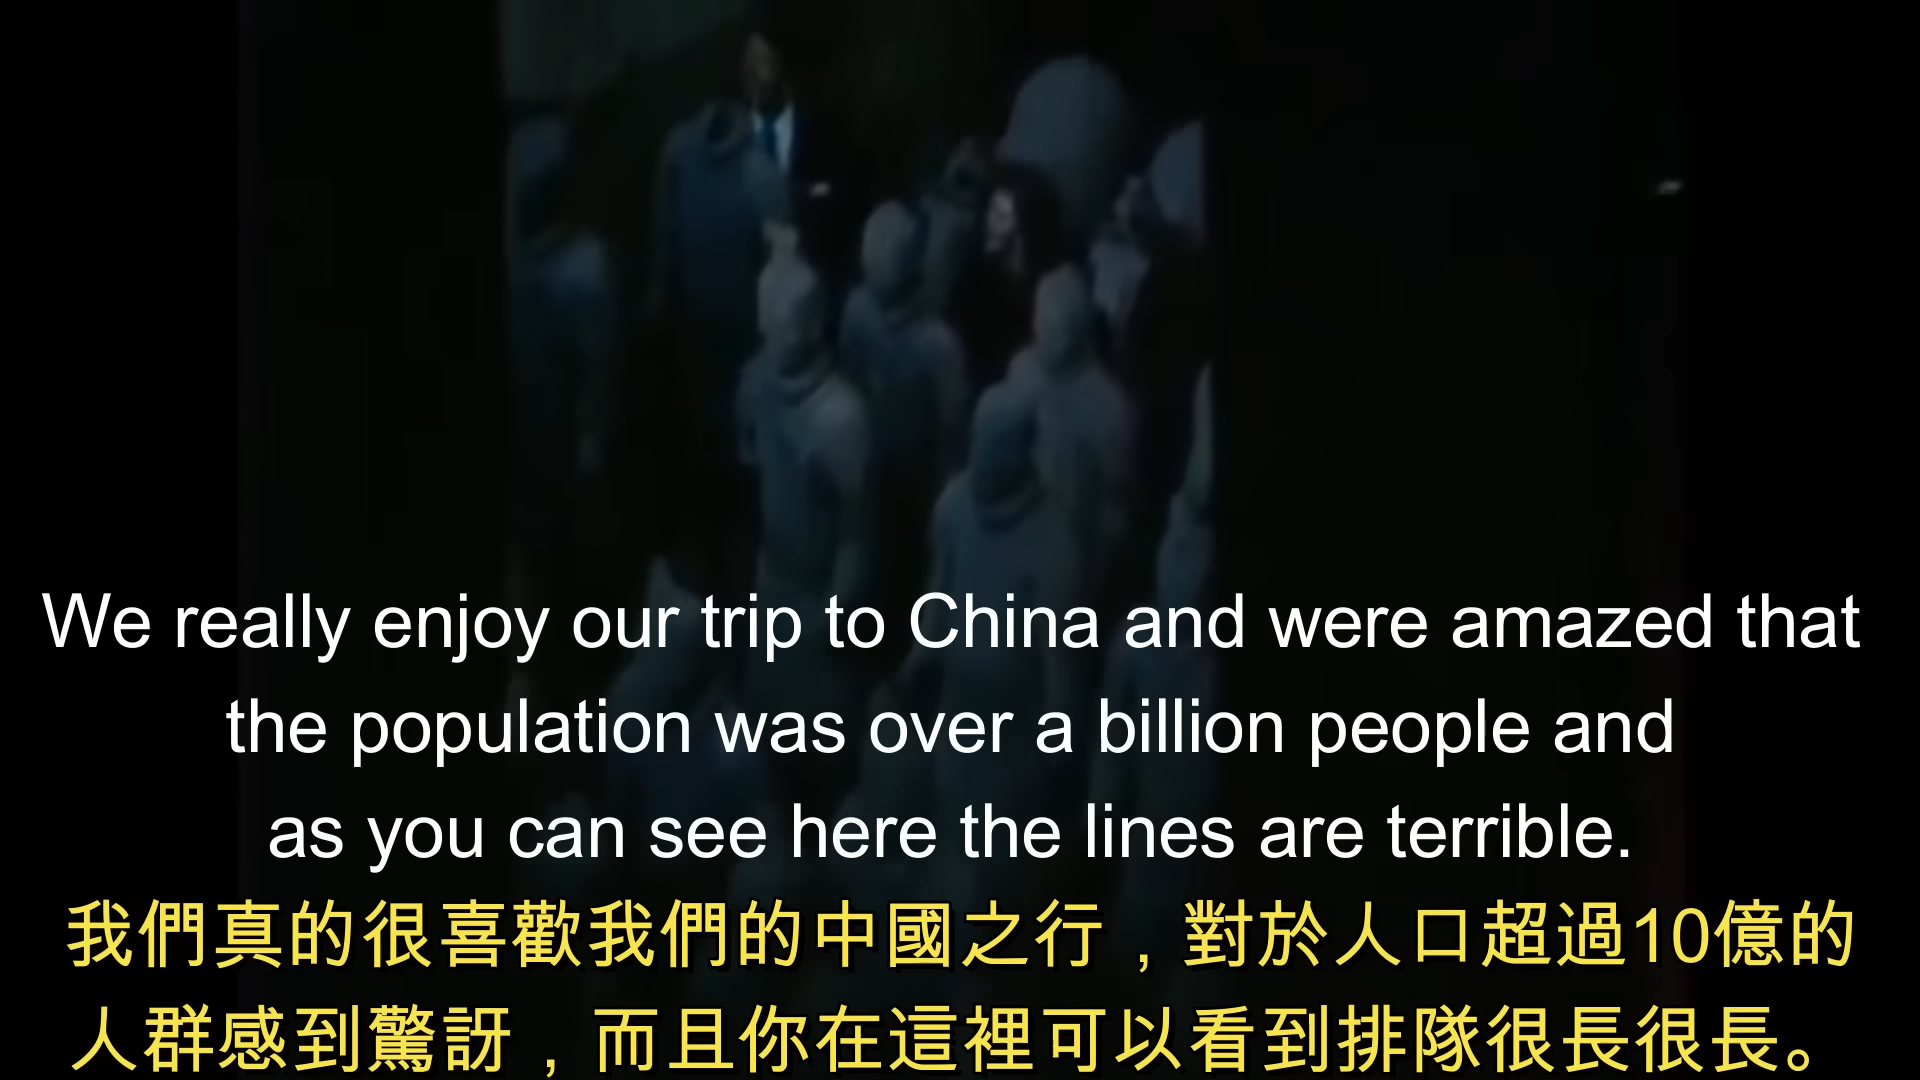 We really enjoy our trip to China and were amazed that
the population was over a billion people and
as you can see here the lines are terrible.
我們真的很喜歡我們的中國之行，對於人口超過10億的
人群感到驚訝，而且你在這裡可以看到排隊很長很長。